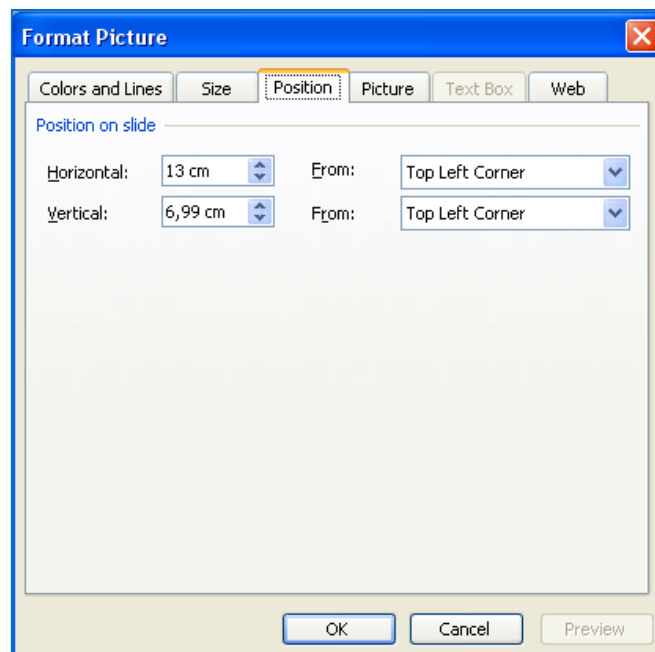 Format Picture
Colors and Lines Size Position Picture Text Box Web
Position on slide
Horizontal: 13 cm From: Top Left Corner
Vertical: 6,99 cm From: Top Left Corner
OK Cancel Preview